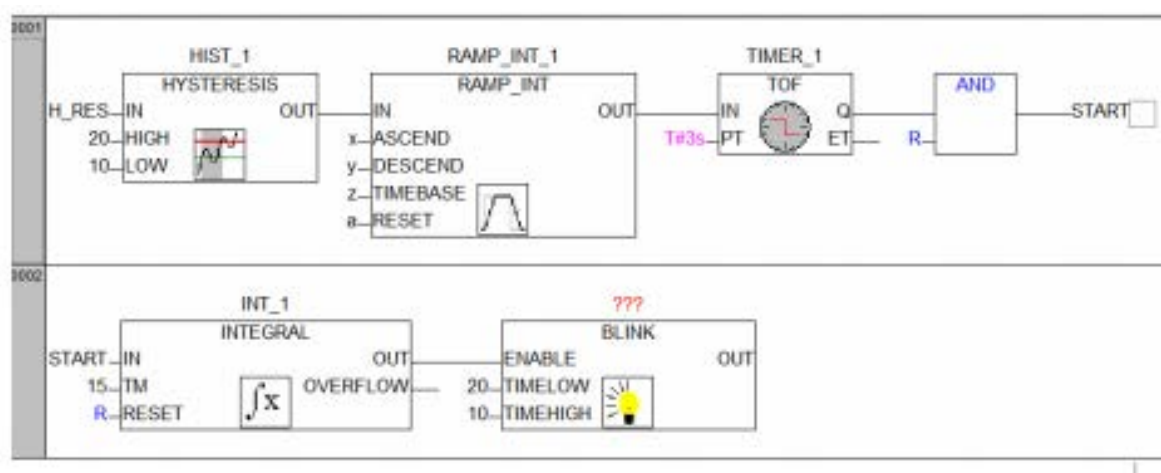 0001
HIST_1 RAMP_INT_1 TIMER_1
HYSTERESIS RAMP_INT TOF AND
H_RES IN OUT IN OUT IN Q START
20 HIGH x ASCEND T#3s PT ET R
10 LOW y DESCEND
z TIMEBASE
a RESET
0002
INT_1 ???
INTEGRAL BLINK
START IN OUT ENABLE OUT
15 TM OVERFLOW 20 TIMELOW
R RESET ∫x 10 TIMEHIGH